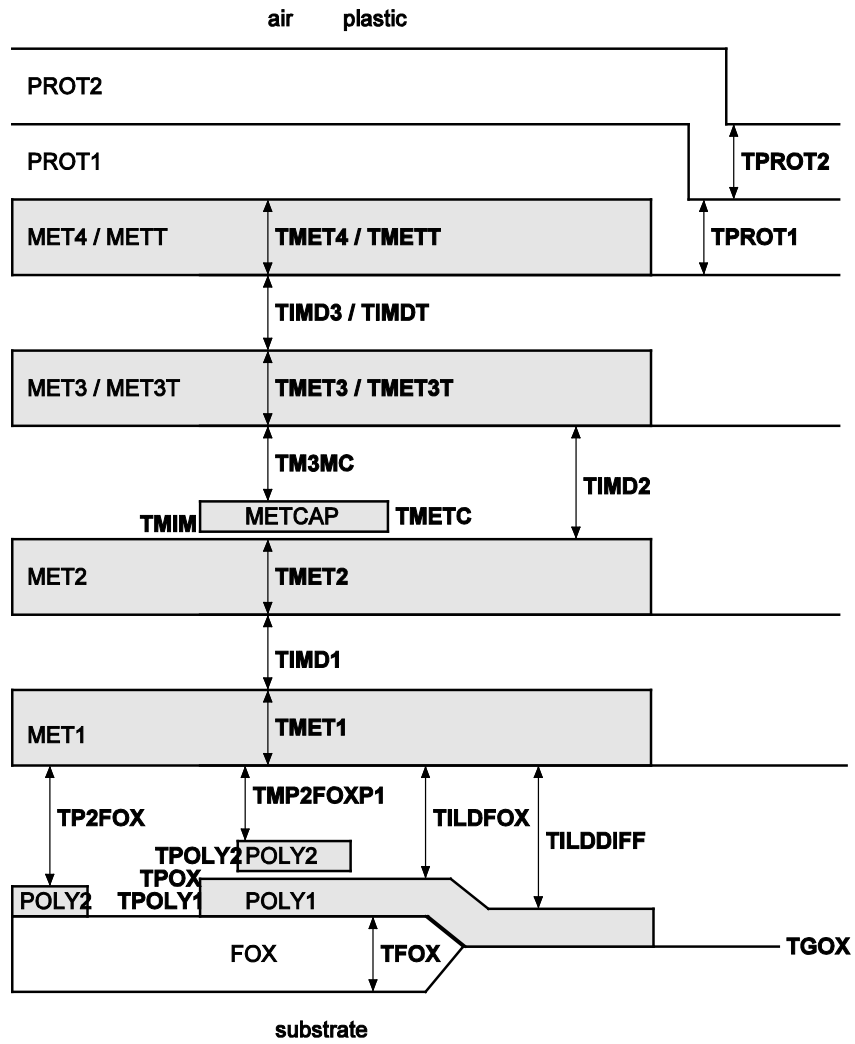 air plastic
PROT2
PROT1
TPROT2
MET4 / METT
TMET4 / TMETT
TPROT1
TIMD3 / TIMDT
MET3 / MET3T
TMET3 / TMET3T
TM3MC
TIMD2
TMIM
METCAP
TMETC
MET2
TMET2
TIMD1
MET1
TMET1
TMP2FOXP1
TP2FOX
TILDFOX
TILDDIFF
TPOLY2
POLY2
TPOX
POLY2
TPOLY1
POLY1
FOX
TFOX
TGOX
substrate